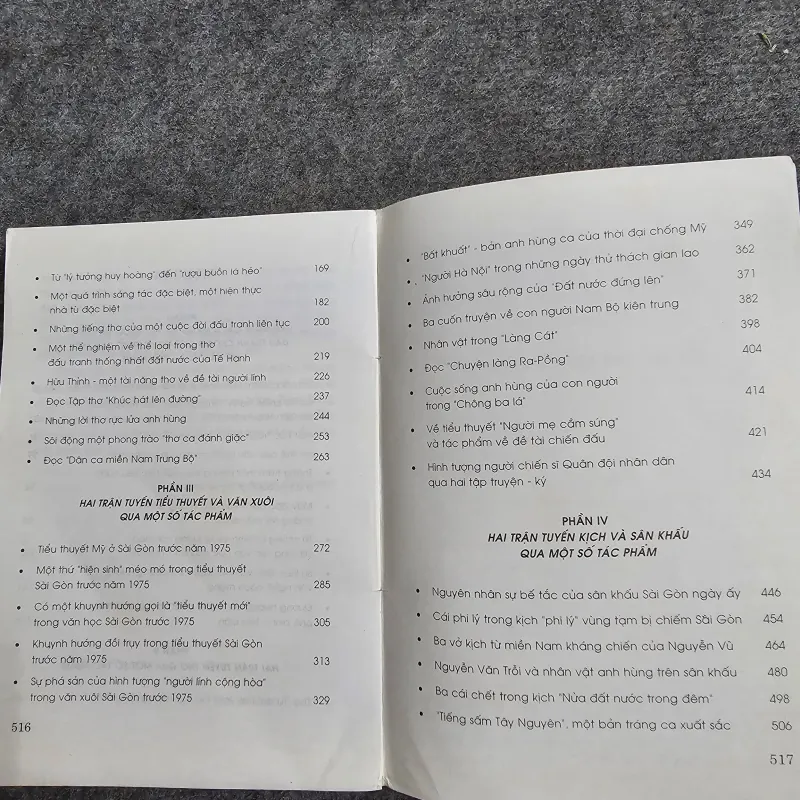 • Từ "lý tưởng huy hoàng" đến "rượu buồn lá héo" 169
• Một quá trình sáng tác đặc biệt, một hiện thực
nhà tù đặc biệt 182
• Những tiếng thơ của một cuộc đời đấu tranh liên tục 200
• Một thể nghiệm về thể loại trong thơ
đấu tranh thống nhất đất nước của Tế Hanh 219
• Hữu Thỉnh - một tài năng thơ về đề tài người lính 226
• Đọc Tập thơ "Khúc hát lên đường" 237
• Những lời thơ rực lửa anh hùng 244
• Sôi động một phong trào "thơ ca đánh giặc" 253
• Đọc "Dân ca miền Nam Trung Bộ" 263
PHẦN III
HAI TRẬN TUYẾN TIỂU THUYẾT VÀ VĂN XUÔI
QUA MỘT SỐ TÁC PHẨM
• Tiểu thuyết Mỹ ở Sài Gòn trước năm 1975 272
• Một thứ "hiện sinh" méo mó trong tiểu thuyết
Sài Gòn trước năm 1975 285
• Có một khuynh hướng gọi là "tiểu thuyết mới"
trong văn học Sài Gòn trước năm 1975 305
• Khuynh hướng đồi trụy trong tiểu thuyết Sài Gòn
trước năm 1975 313
• Sự phá sản của hình tượng "người lính cộng hòa"
trong văn xuôi Sài Gòn trước 1975 329
516
• "Bất khuất" - bản anh hùng ca của thời đại chống Mỹ 349
• "Người Hà Nội" trong những ngày thử thách gian lao 362
• Ảnh hưởng sâu rộng của "Đất nước đứng lên" 371
• Ba cuốn truyện về con người Nam Bộ kiên trung 382
• Nhân vật trong "Làng Cát" 398
• Đọc "Chuyện làng Ra-Pồng" 404
• Cuộc sống anh hùng của con người
trong "Chông ba lá" 414
• Về tiểu thuyết "Người mẹ cầm súng"
và tác phẩm về đề tài chiến đấu 421
• Hình tượng người chiến sĩ Quân đội nhân dân
qua hai tập truyện - ký 434
PHẦN IV
HAI TRẬN TUYẾN KỊCH VÀ SÂN KHẤU
QUA MỘT SỐ TÁC PHẨM
• Nguyên nhân sự bế tắc của sân khấu Sài Gòn ngày ấy 446
• Cái phi lý trong kịch "phi lý" vùng tạm bị chiếm Sài Gòn 454
• Ba vở kịch từ miền Nam kháng chiến của Nguyễn Vũ 464
• Nguyễn Văn Trỗi và nhân vật anh hùng trên sân khấu 480
• Ba cái chết trong kịch "Nửa đất nước trong đêm" 498
• "Tiếng sấm Tây Nguyên", một bản tráng ca xuất sắc 506
517